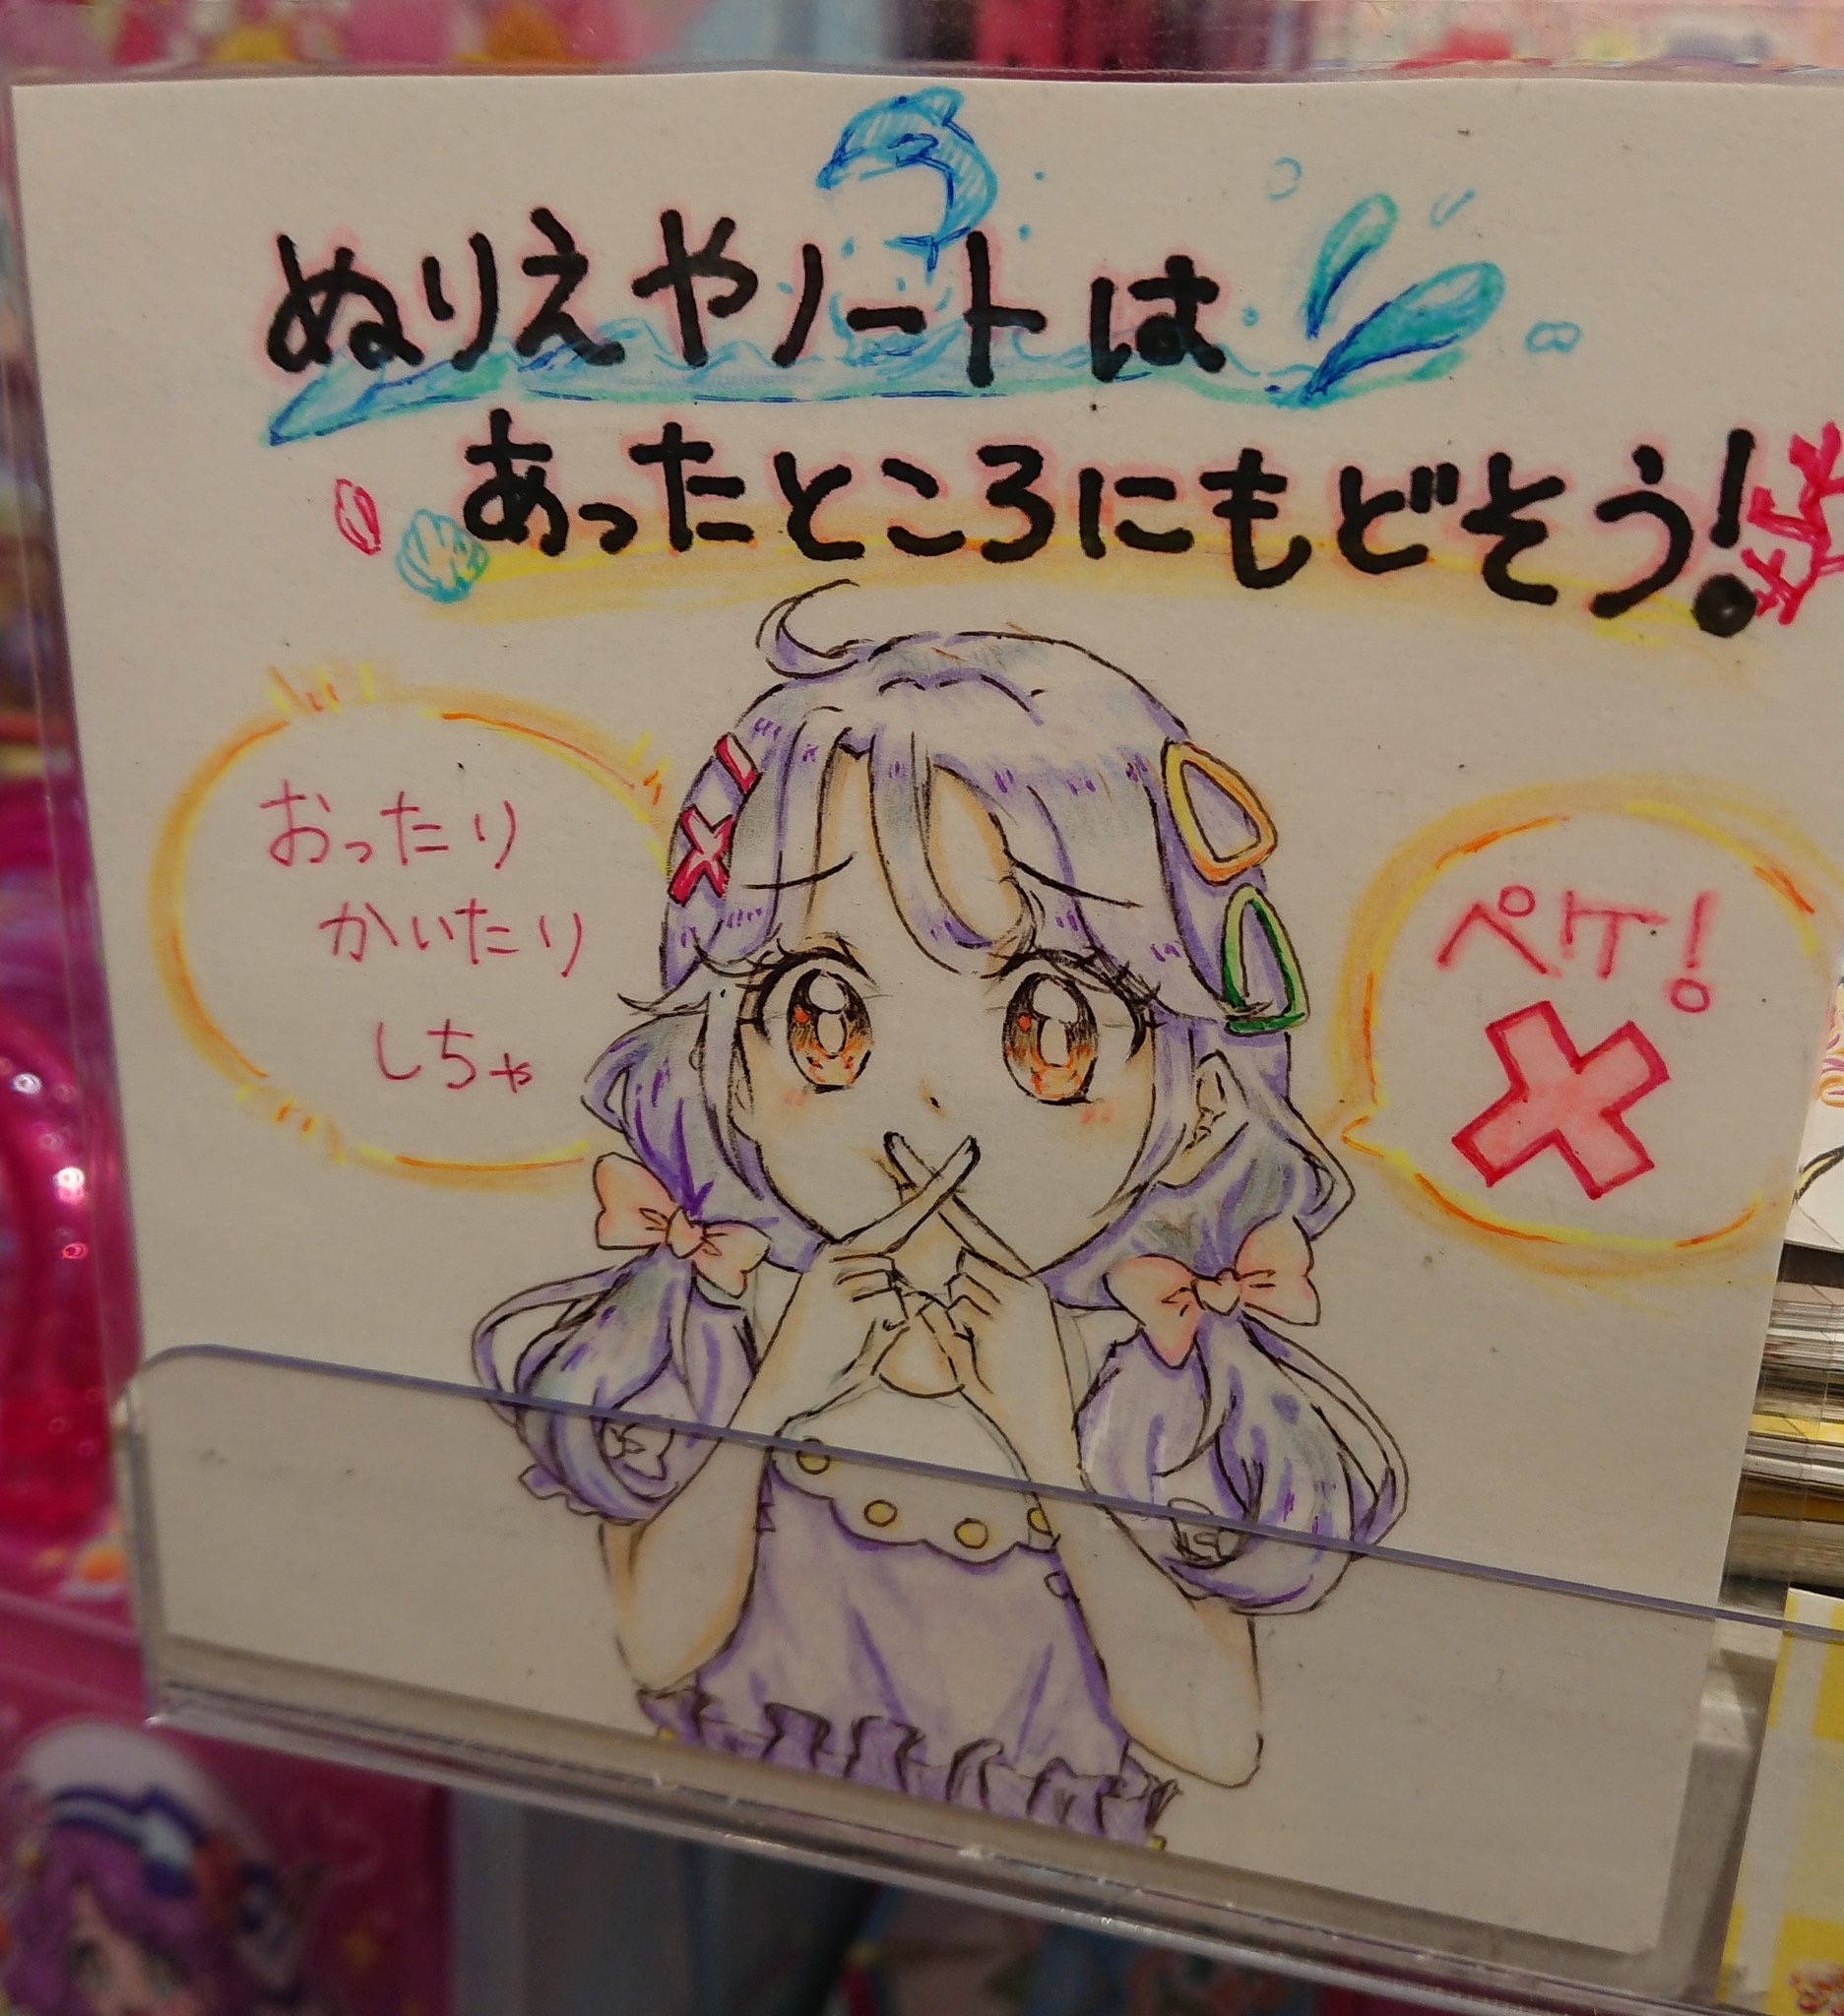 ぬりえやノートは
あったところにもどそう!
おったり
かいたり
しちゃ
ペケ!